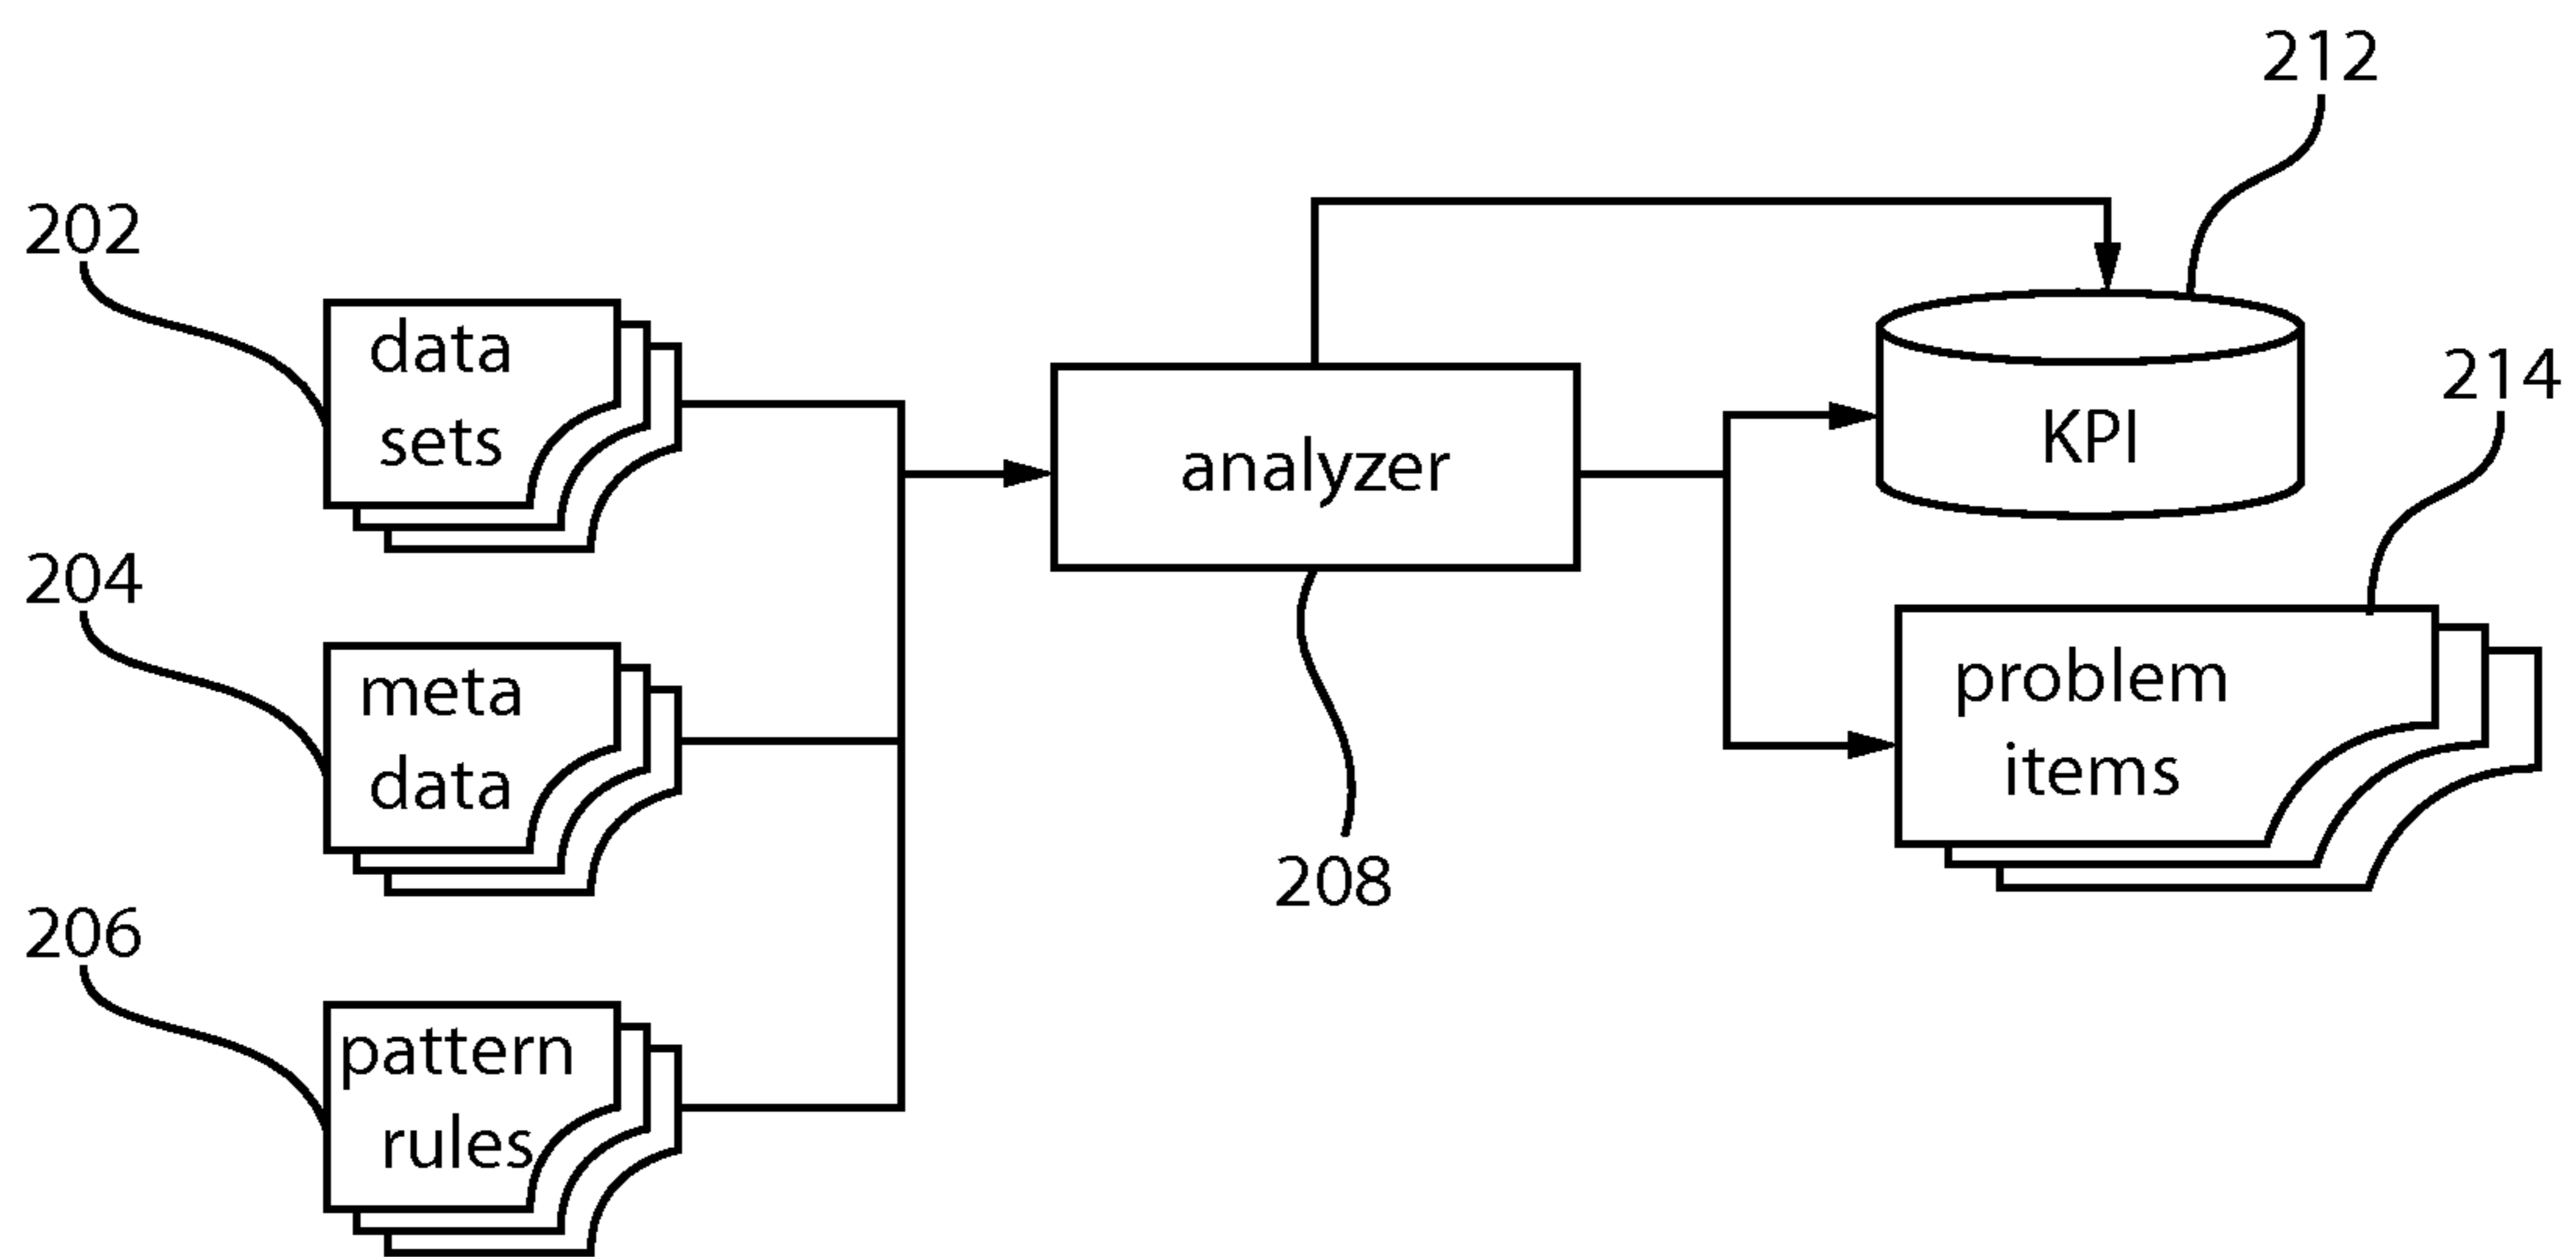 212
202
data
sets
214
KPI
analyzer
204
problem
items
meta
data
208
206
pattern
rules